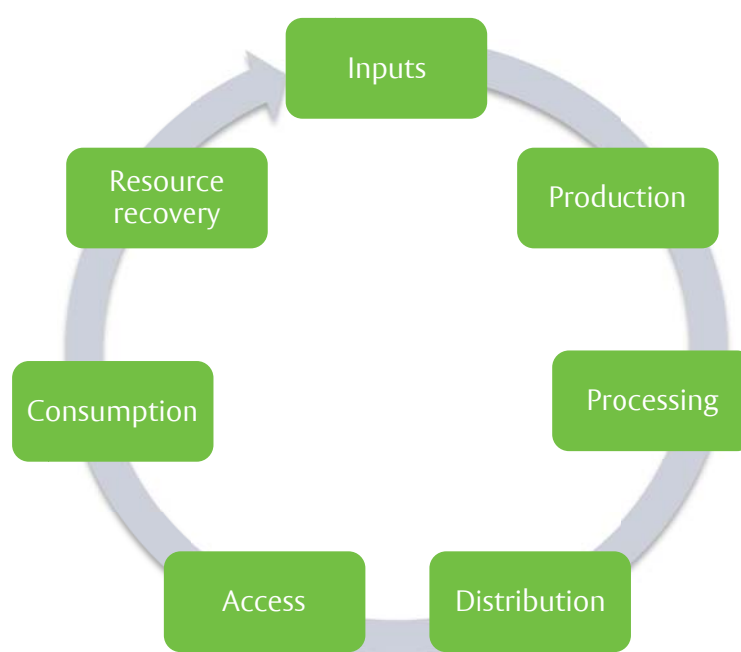 Inputs
Production
Processing
Distribution
Access
Consumption
Resource
recovery